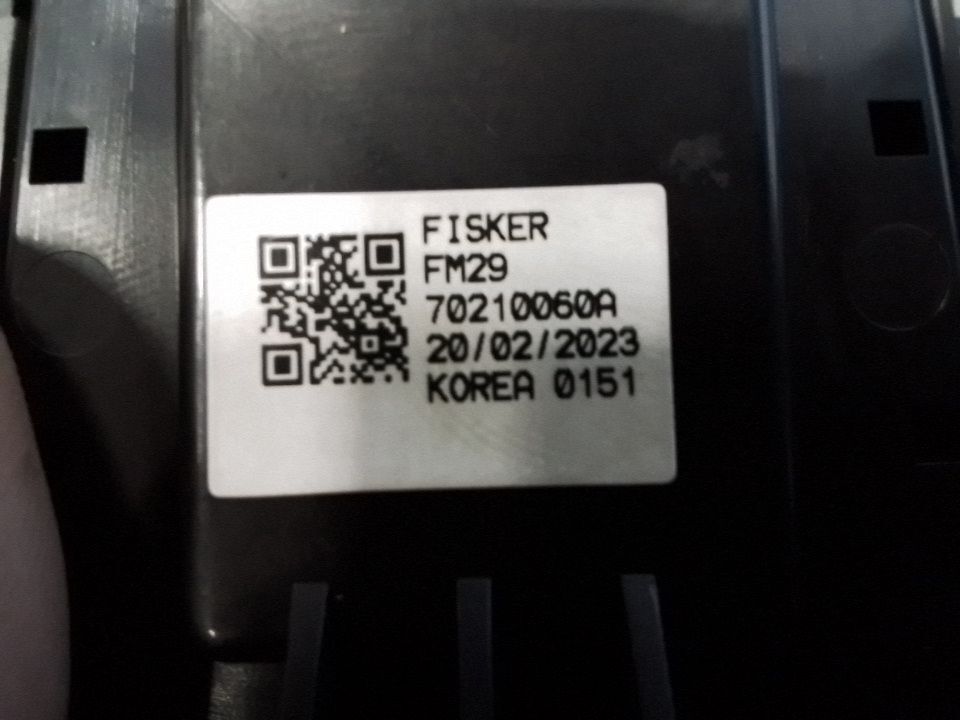 FISKER
FM29
70210060A
20/02/2023
KOREA 0151